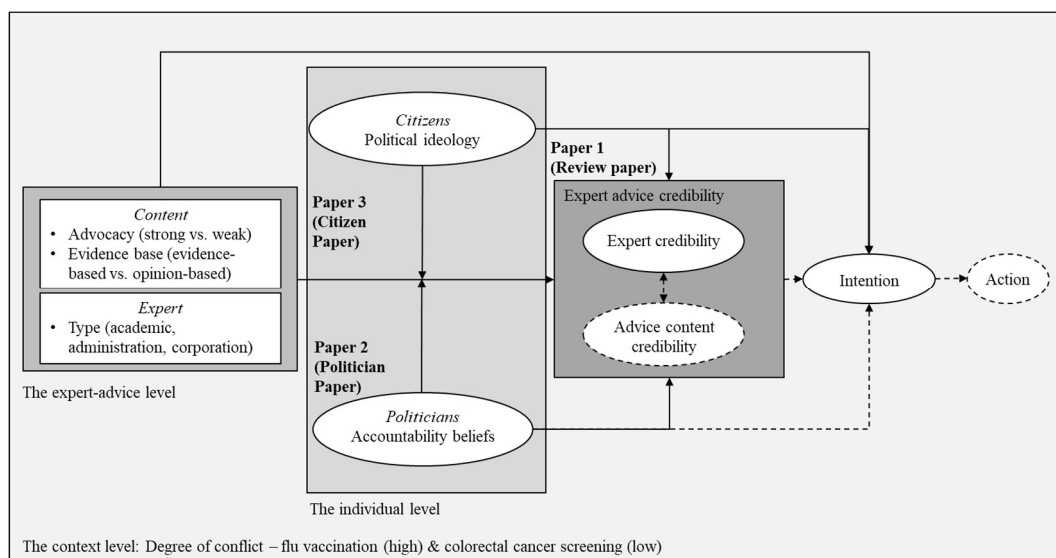 Citizens
Political ideology
Paper 1
(Review paper)
Expert advice credibility
Content
• Advocacy (strong vs. weak)
• Evidence base (evidence-
based vs. opinion-based)
Paper 3
(Citizen
Paper)
Expert credibility
Intention
Action
Expert
• Type (academic,
administration, corporation)
Advice content
credibility
Paper 2
(Politician
Paper)
The expert-advice level
Politicians
Accountability beliefs
The individual level
The context level: Degree of conflict – flu vaccination (high) & colorectal cancer screening (low)